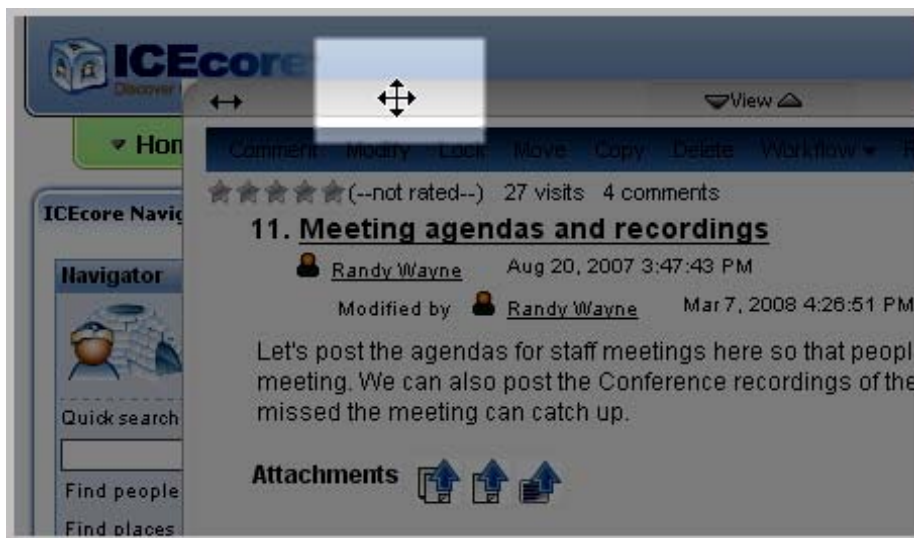 ICEcore
Discover
View
Hon
Comment Modify Lock Move Copy Delete Workflow
(--not rated--) 27 visits 4 comments
ICEcore Navig
11. Meeting agendas and recordings
Navigator
Randy Wayne Aug 20, 2007 3:47:43 PM
Modified by Randy Wayne Mar 7, 2008 4:26:51 PM
Let's post the agendas for staff meetings here so that peopl
meeting. We can also post the Conference recordings of the
missed the meeting can catch up.
Quick search
Attachments
Find people
Find places